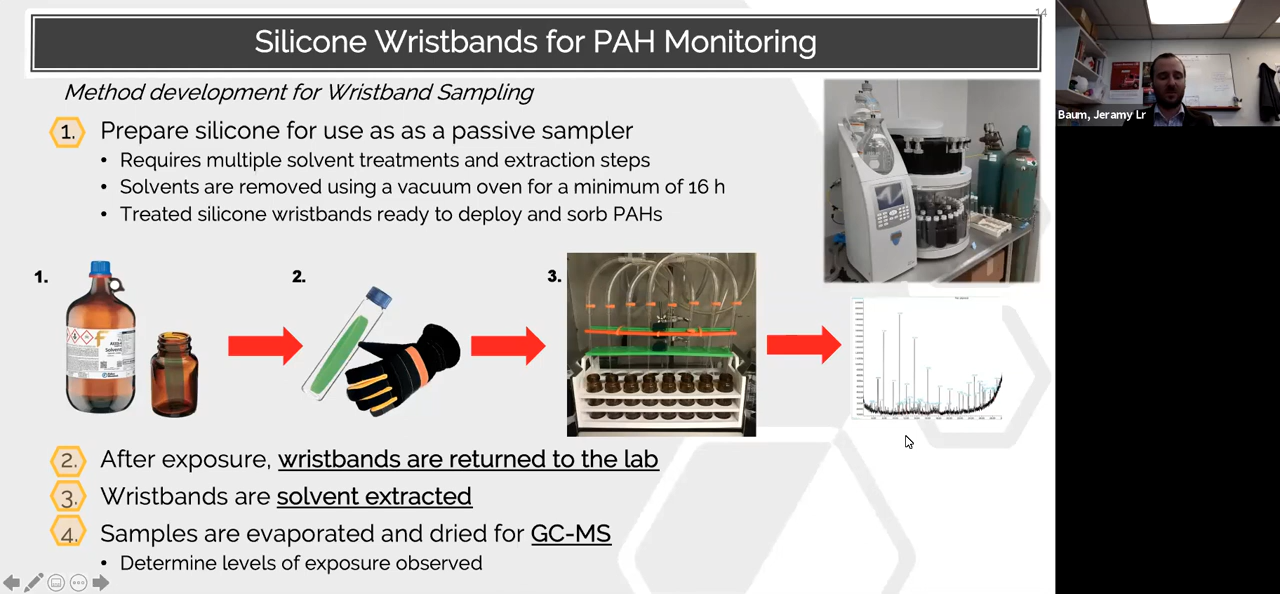 14
Silicone Wristbands for PAH Monitoring
Method development for Wristband Sampling
1. Prepare silicone for use as as a passive sampler
• Requires multiple solvent treatments and extraction steps
• Solvents are removed using a vacuum oven for a minimum of 16 h
• Treated silicone wristbands ready to deploy and sorb PAHs
1.
2.
3.
2. After exposure, wristbands are returned to the lab
3. Wristbands are solvent extracted
4. Samples are evaporated and dried for GC-MS
• Determine levels of exposure observed
Baum, Jeramy Lr